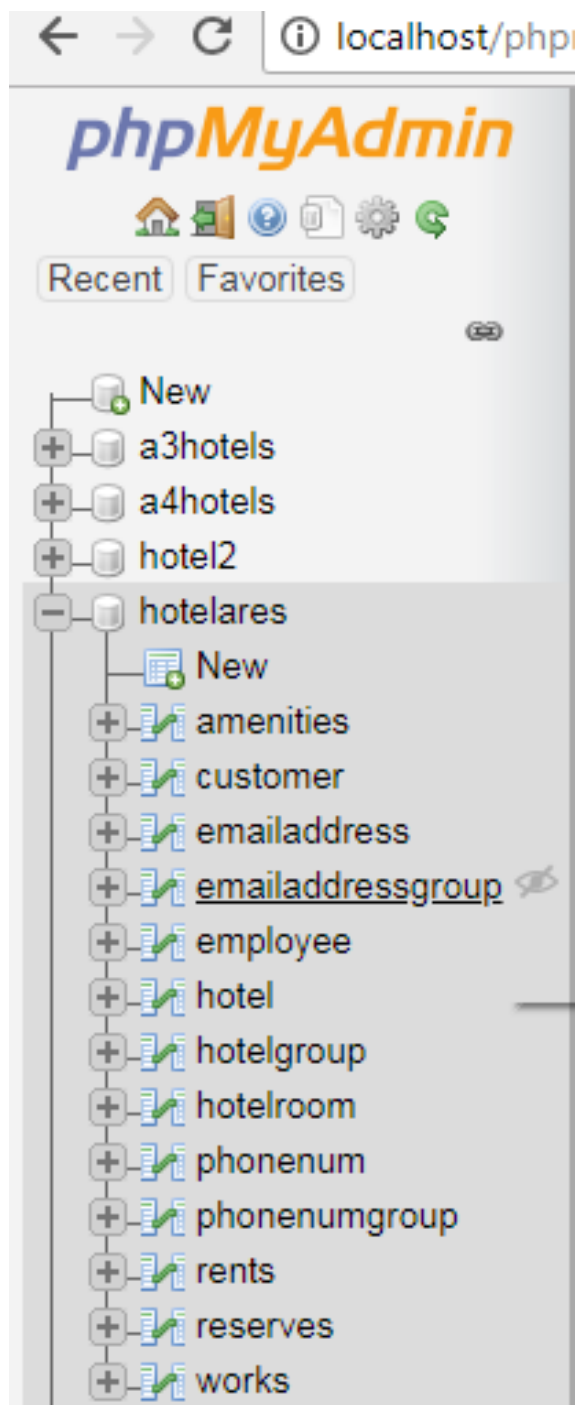 localhost/php
phpMyAdmin
Recent Favorites
New
a3hotels
a4hotels
hotel2
hotelares
New
amenities
customer
emailaddress
emailaddressgroup
employee
hotel
hotelgroup
hotelroom
phonenum
phonenumgroup
rents
reserves
works